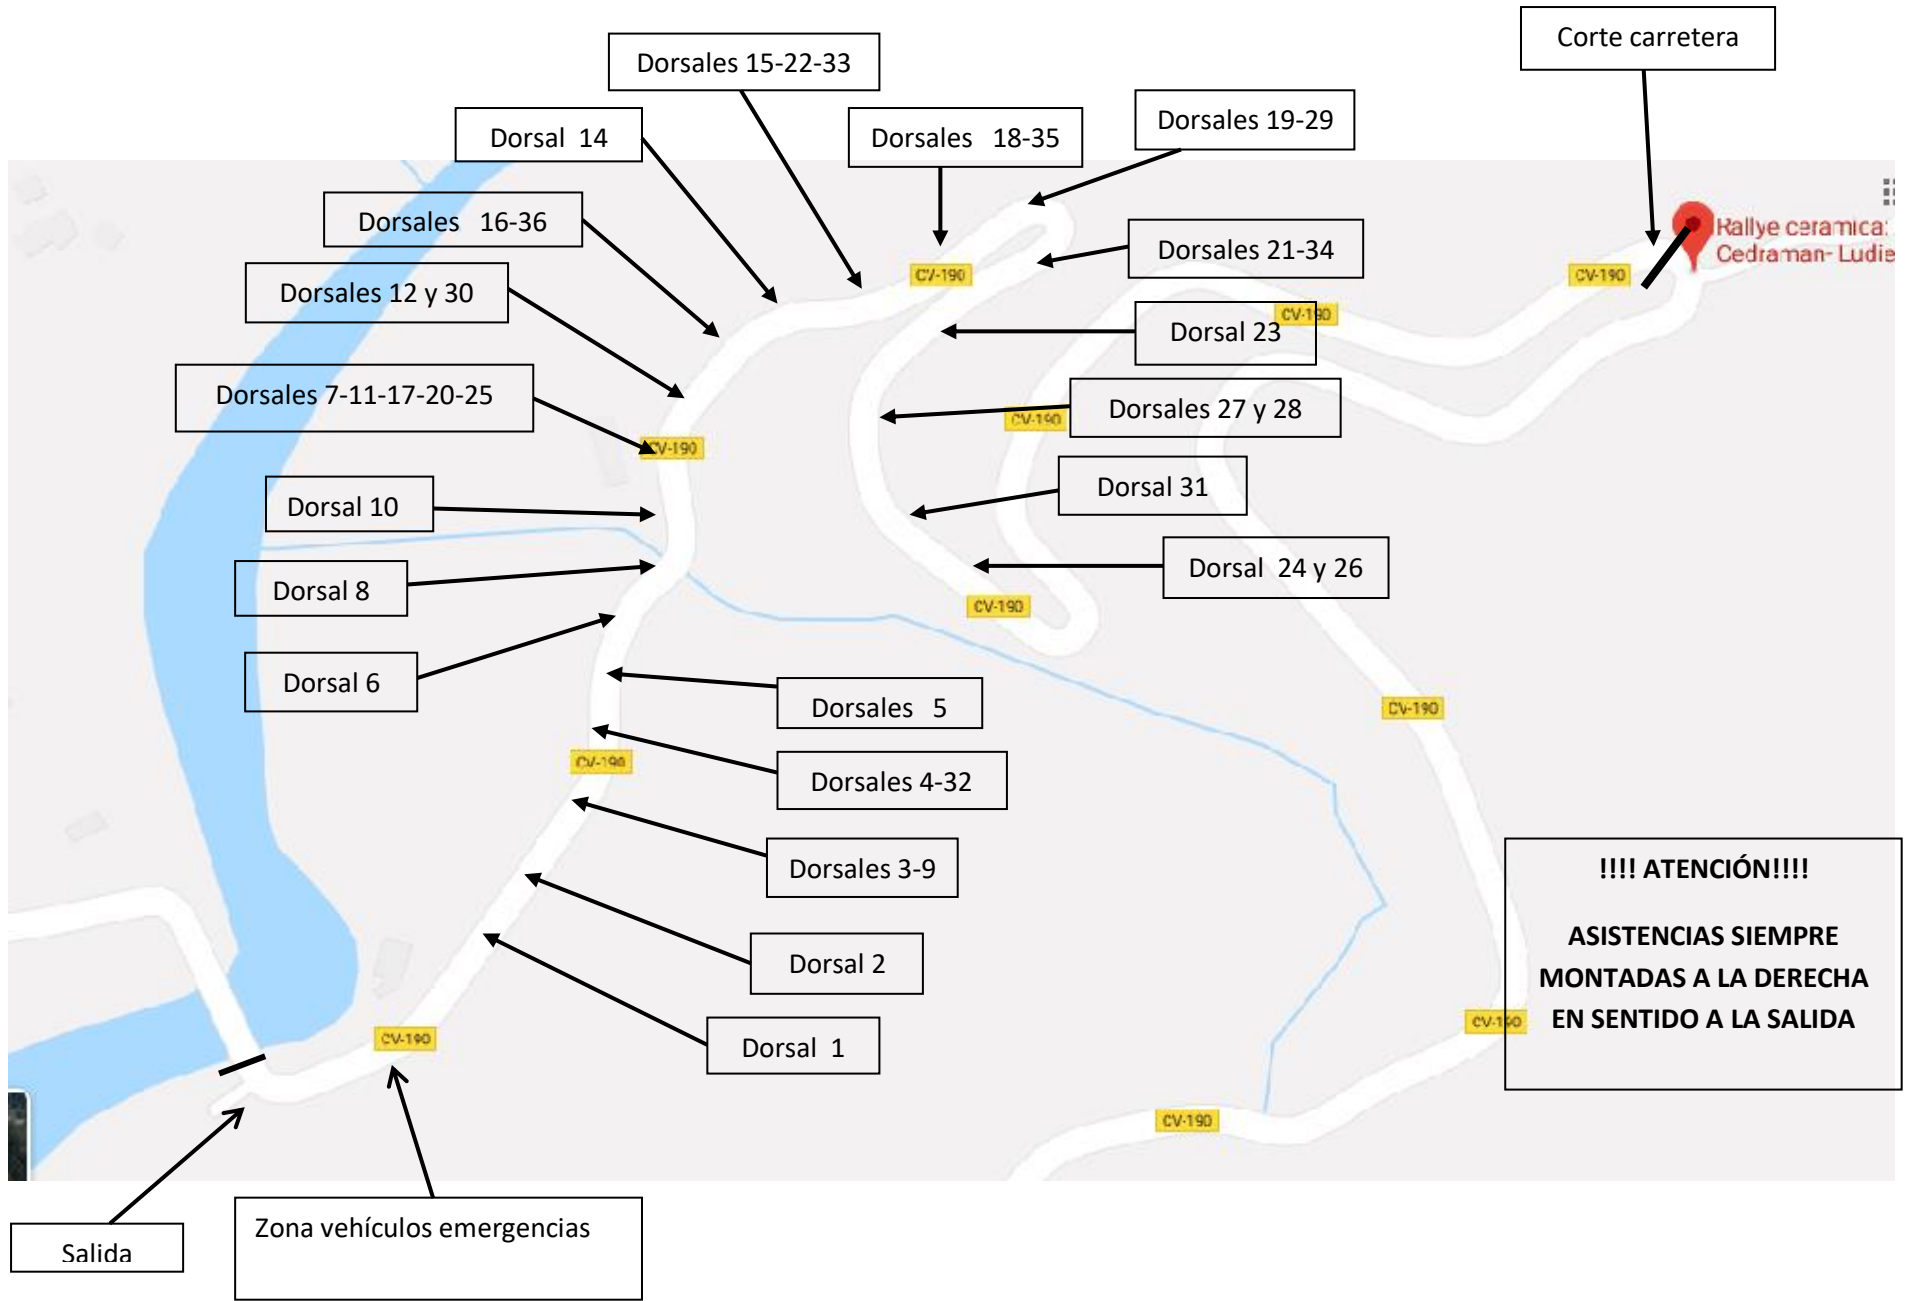 Corte carretera
Dorsales 15-22-33
Dorsal 14
Dorsales 18-35
Dorsales 19-29
Dorsales 16-36
Dorsales 21-34
Rallye ceramica:
Cedraman- Ludie
CV-190
CV-190
Dorsales 12 y 30
CV-190
Dorsal 23
Dorsales 7-11-17-20-25
Dorsales 27 y 28
CV-190
CV-190
Dorsal 10
Dorsal 31
Dorsal 8
Dorsal 24 y 26
CV-190
Dorsal 6
Dorsales 5
CV-190
CV-190
Dorsales 4-32
Dorsales 3-9
!!!! ATENCIÓN!!!!
ASISTENCIAS SIEMPRE
MONTADAS A LA DERECHA
EN SENTIDO A LA SALIDA
Dorsal 2
CV-190
CV-190
Dorsal 1
CV-190
Salida
Zona vehículos emergencias